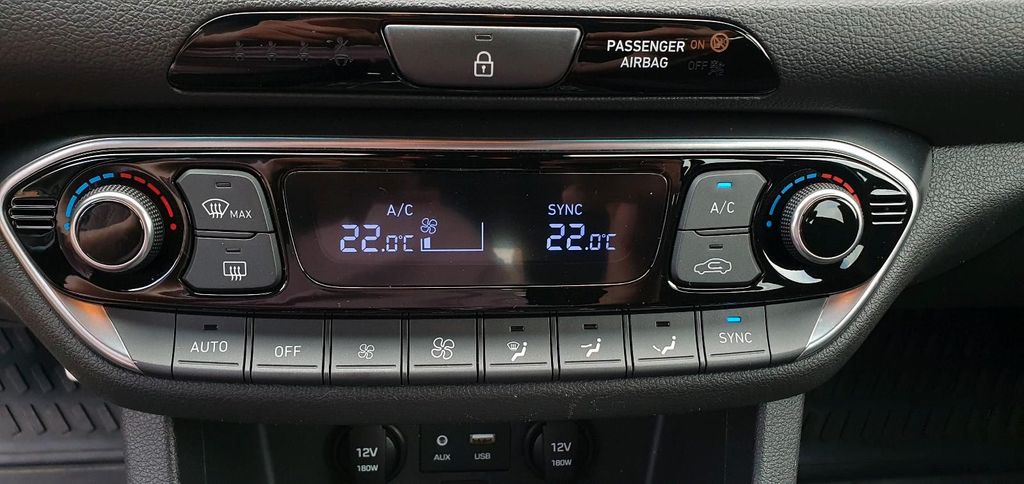 PASSENGER ON
AIRBAG OFF
MAX
A/C
22.0°C
SYNC
22.0°C
A/C
AUTO
OFF
SYNC
12V
180W
AUX
USB
12V
180W